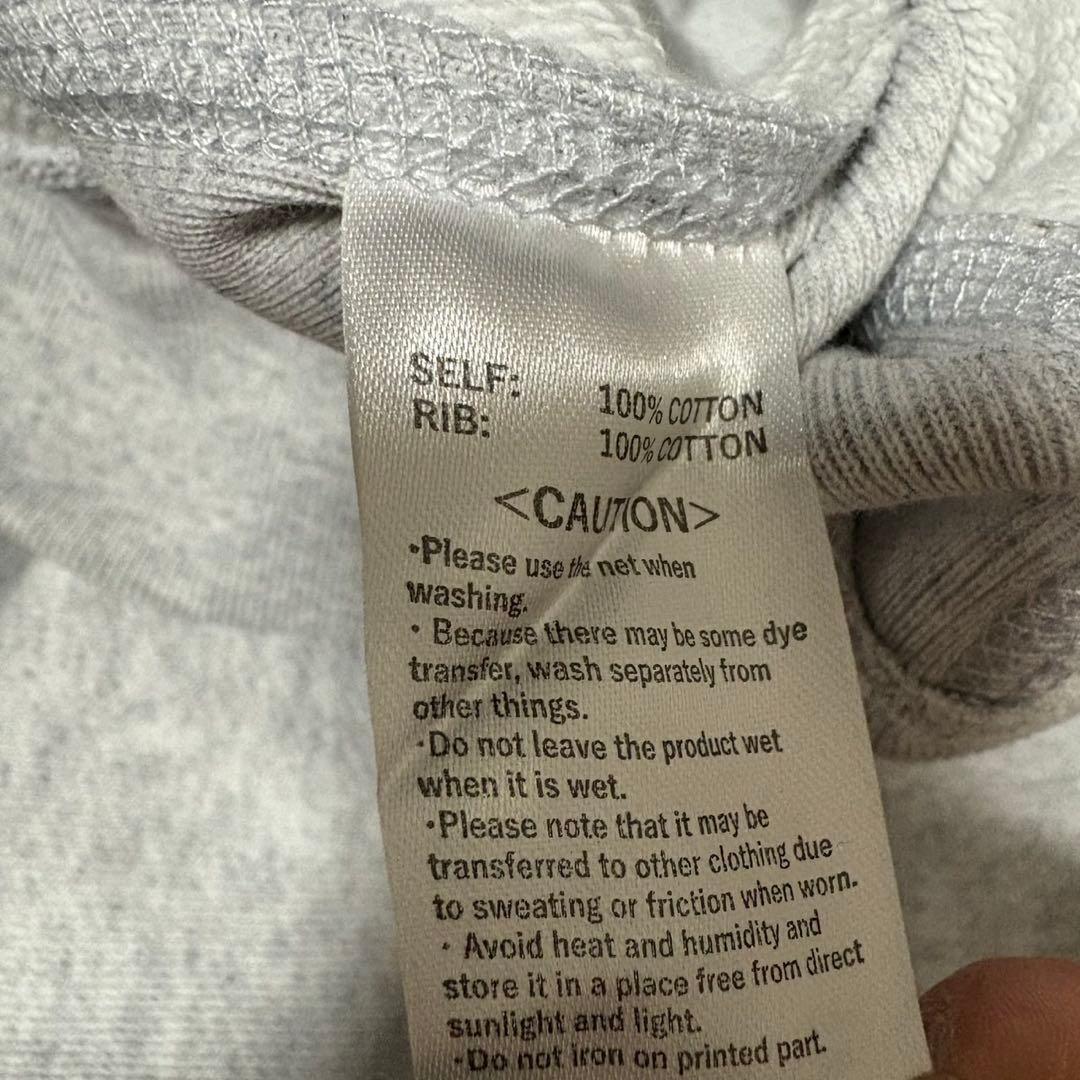 SELF: 100% COTTON
RIB: 100% COTTON
<CAUTION>
·Please use the net when
washing.
· Because there may be some dye
transfer, wash separately from
other things.
·Do not leave the product wet
when it is wet.
·Please note that it may be
transferred to other clothing due
to sweating or friction when worn.
· Avoid heat and humidity and
store it in a place free from direct
sunlight and light.
·Do not iron on printed part.